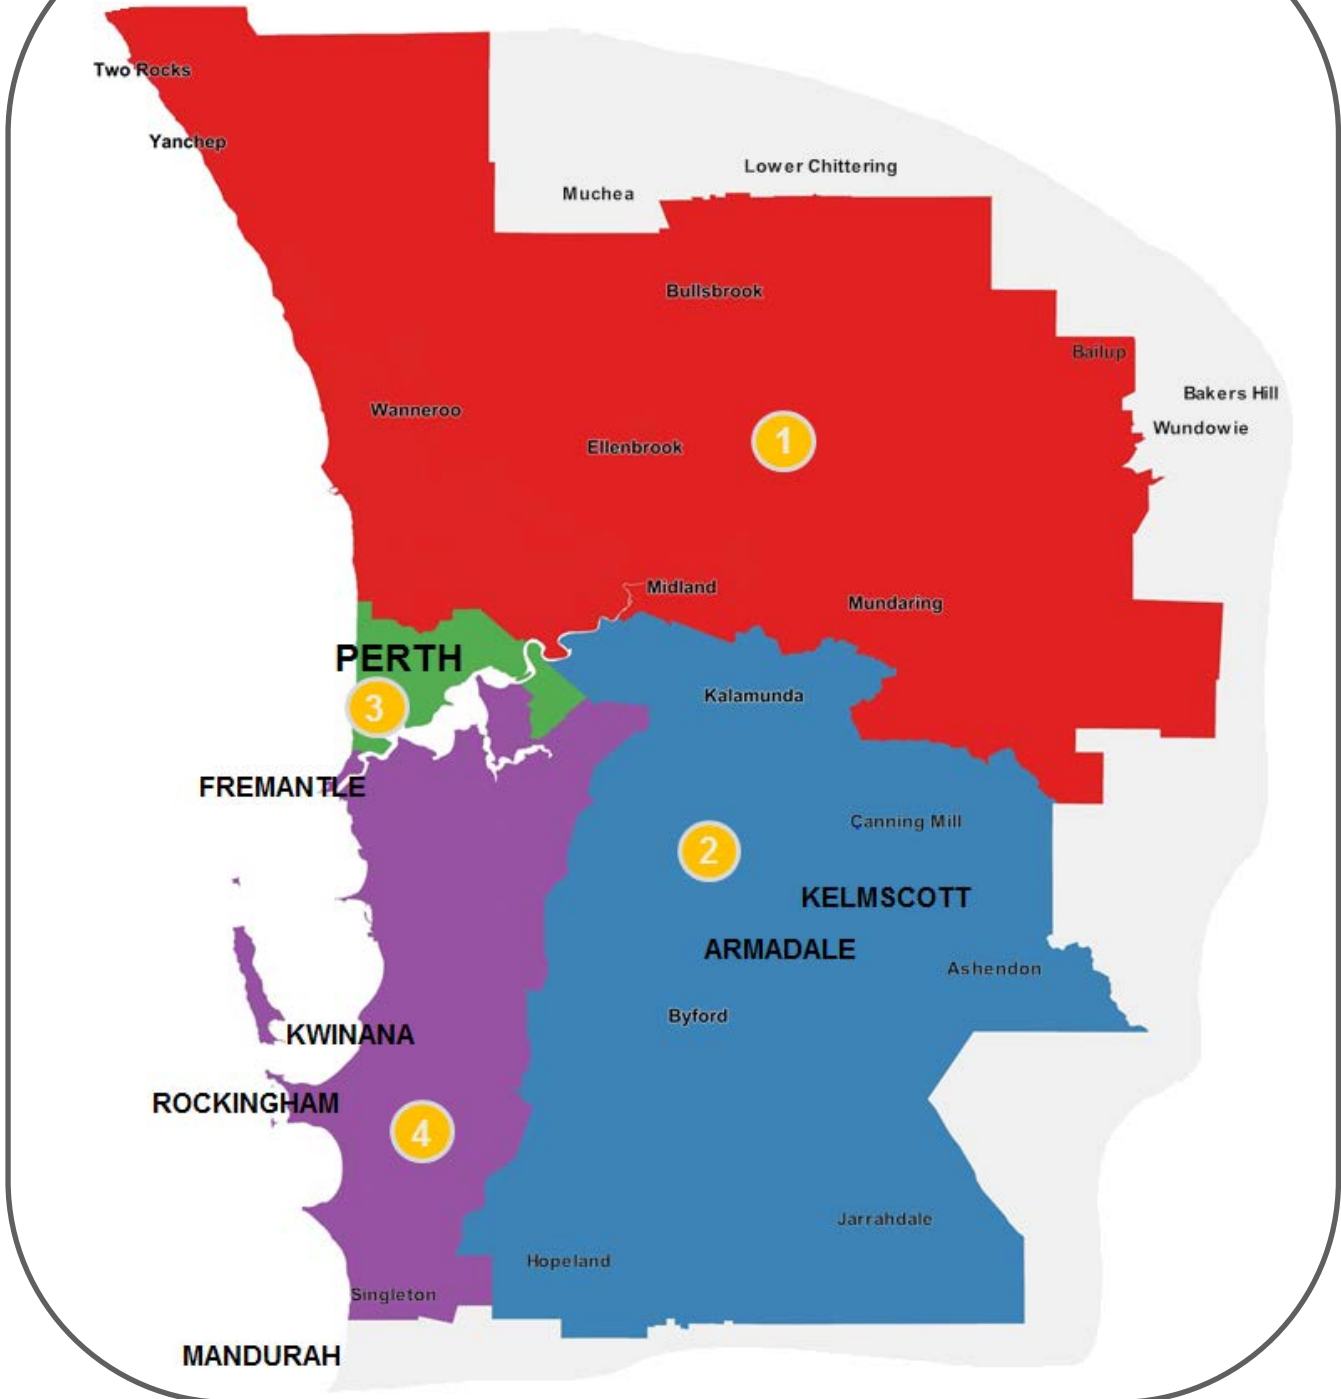 Two Rocks
Yanchep
Lower Chittering
Muchea
Bullsbrook
Bailup
Bakers Hill
Wanneroo
Wundowie
Ellenbrook
1
Midland
Mundaring
PERTH
Kalamunda
3
FREMANTLE
Canning Mill
2
KELMSCOTT
ARMADALE
Ashendon
Byford
KWINANA
ROCKINGHAM
4
Jarrahdale
Hopeland
Singleton
MANDURAH